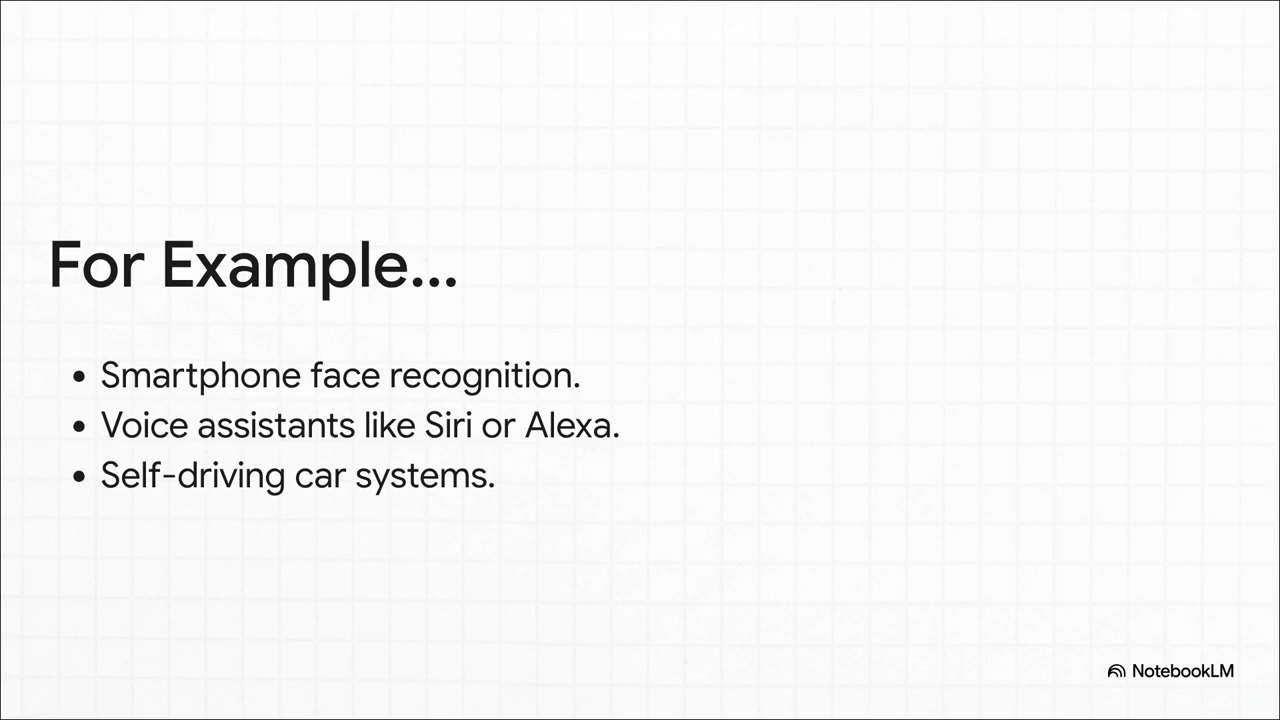 For Example...
• Smartphone face recognition.
• Voice assistants like Siri or Alexa.
• Self-driving car systems.
NotebookLM